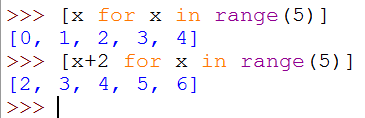 >>> [x for x in range(5)]
[0, 1, 2, 3, 4]
>>> [x+2 for x in range(5)]
[2, 3, 4, 5, 6]
>>>